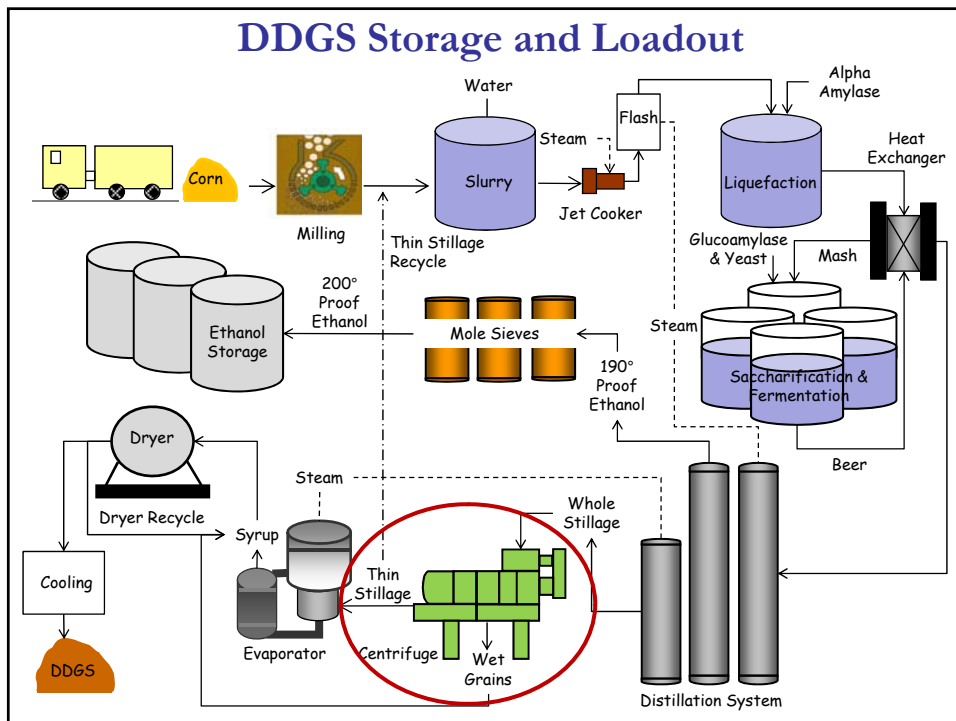 DDGS Storage and Loadout
Water
Alpha
Amylase
Flash
Steam
Heat
Exchanger
Corn
Slurry
Liquefaction
Jet Cooker
Milling
Thin Stillage
Recycle
Glucoamylase
& Yeast
Mash
200°
Proof
Ethanol
Ethanol
Storage
Mole Sieves
Steam
190°
Proof
Ethanol
Saccharification &
Fermentation
Beer
Dryer
Dryer Recycle
Steam
Whole
Stillage
Syrup
Cooling
Thin
Stillage
Evaporator
Centrifuge
Wet
Grains
DDGS
Distillation System